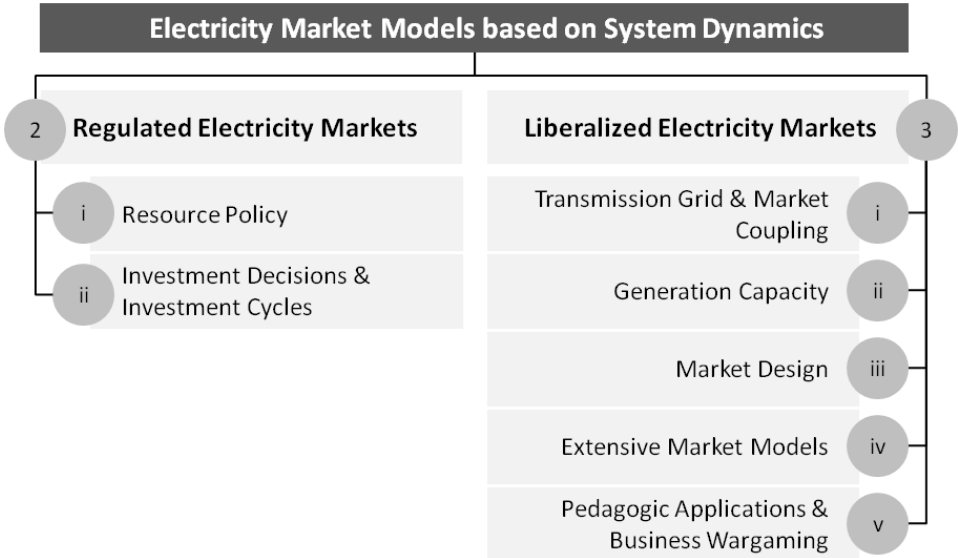 Electricity Market Models based on System Dynamics
2
Regulated Electricity Markets
i
Resource Policy
ii
Investment Decisions &
Investment Cycles
Liberalized Electricity Markets
3
Transmission Grid & Market
Coupling
i
Generation Capacity
ii
Market Design
iii
Extensive Market Models
iv
Pedagogic Applications &
Business Wargaming
v